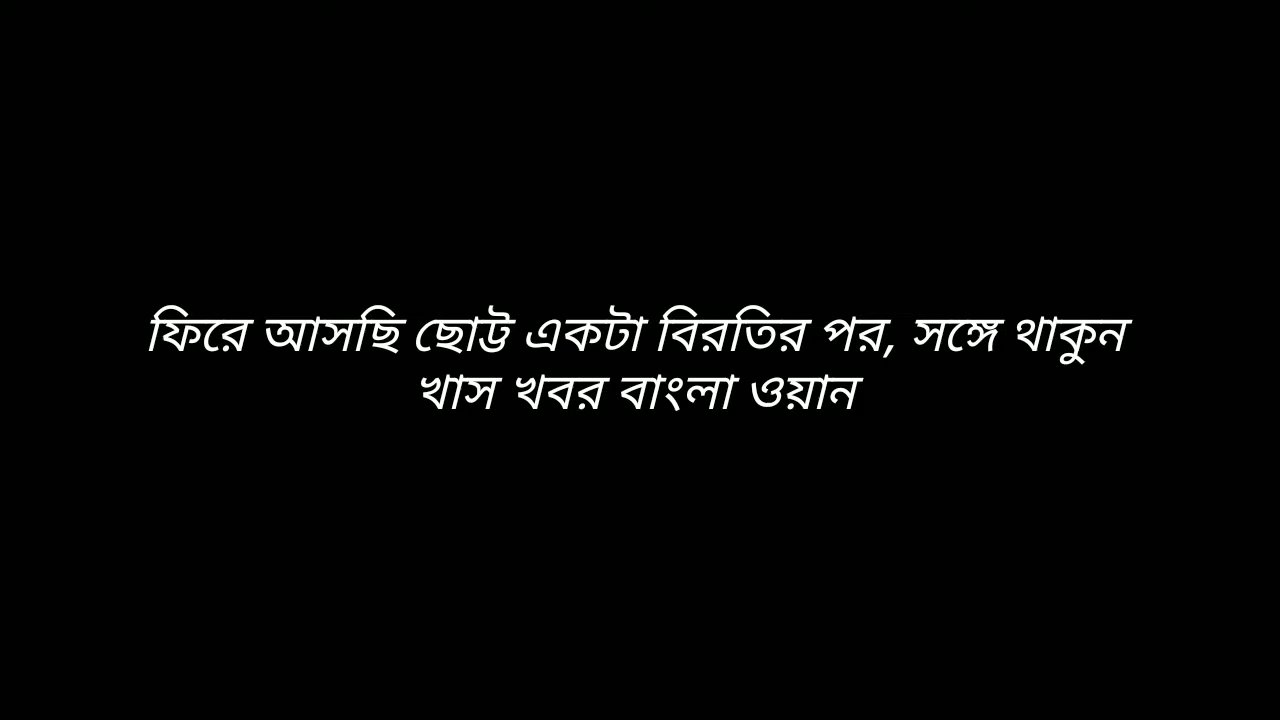 ফিরে আসছি ছোট্ট একটা বিরতির পর, সঙ্গে থাকুন
খাস খবর বাংলা ওয়ান